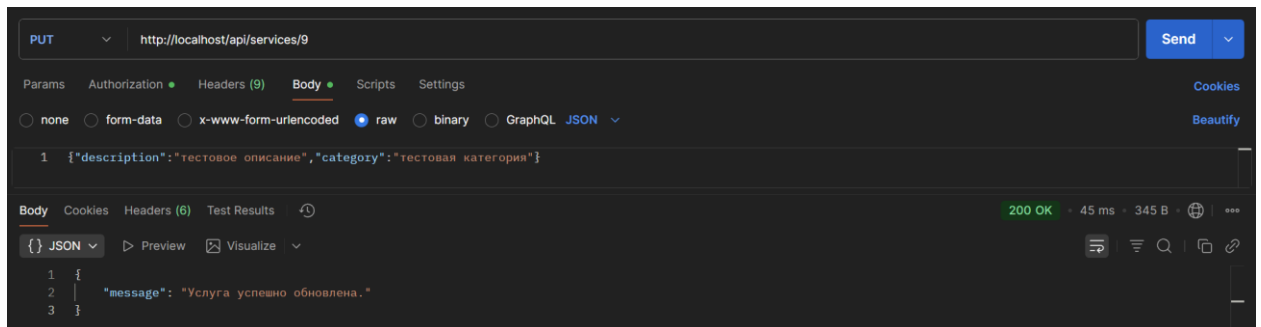 PUT http://localhost/api/services/9 Send
Params Authorization Headers (9) Body Scripts Settings Cookies
none form-data x-www-form-urlencoded raw binary GraphQL JSON Beautify
1 {"description":"тестовое описание","category":"тестовая категория"}
Body Cookies Headers (6) Test Results 200 OK 45 ms 345 B
{} JSON Preview Visualize
1 {
2 "message": "Услуга успешно обновлена."
3 }